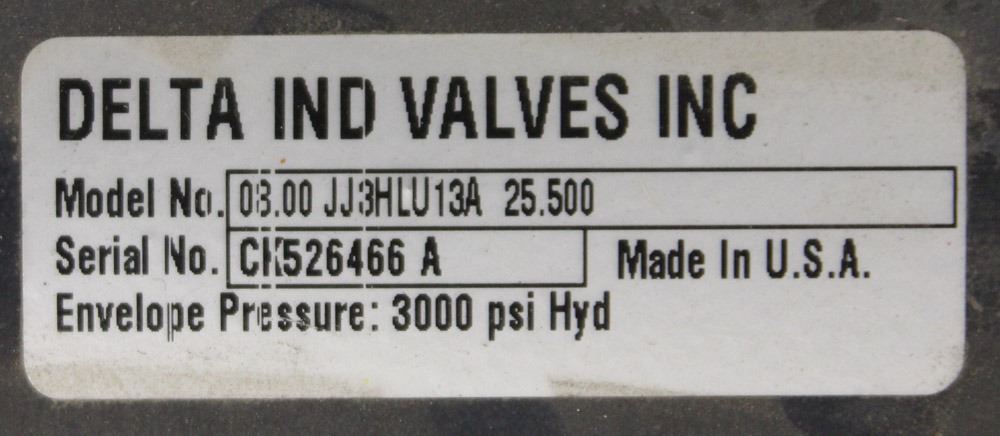 DELTA IND VALVES INC
Model No. 08.00 JJ3HLU13A 25.500
Serial No. CK526466 A Made In U.S.A.
Envelope Pressure: 3000 psi Hyd